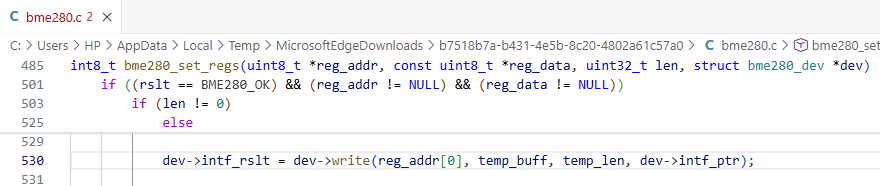 bme280.c 2
C: > Users > HP > AppData > Local > Temp > MicrosoftEdgeDownloads > b7518b7a-b431-4e5b-8c20-4802a61c57a0 > C bme280.c > bme280_set
485 int8_t bme280_set_regs(uint8_t *reg_addr, const uint8_t *reg_data, uint32_t len, struct bme280_dev *dev)
501 if ((rslt == BME280_OK) && (reg_addr != NULL) && (reg_data != NULL))
503 if (len != 0)
525 else
529
530 dev->intf_rslt = dev->write(reg_addr[0], temp_buff, temp_len, dev->intf_ptr);
531